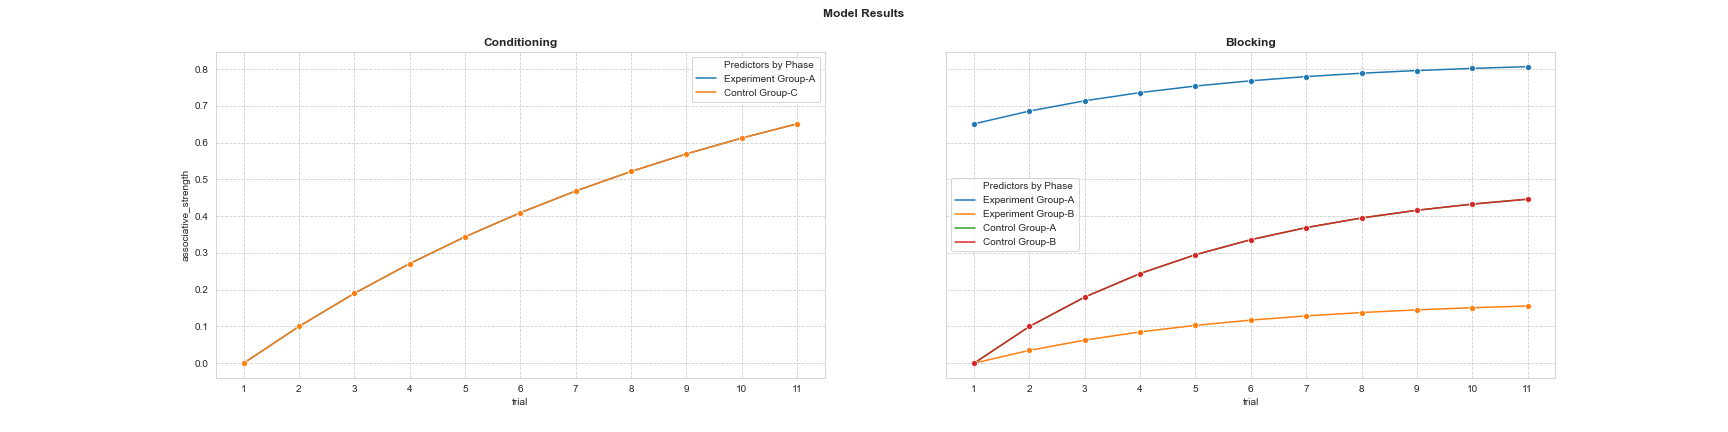 Model Results
Conditioning
associative_strength
0.8
0.7
0.6
0.5
0.4
0.3
0.2
0.1
0.0
Predictors by Phase
Experiment Group-A
Control Group-C
1 2 3 4 5 6 7 8 9 10 11
trial
Blocking
Predictors by Phase
Experiment Group-A
Experiment Group-B
Control Group-A
Control Group-B
1 2 3 4 5 6 7 8 9 10 11
trial